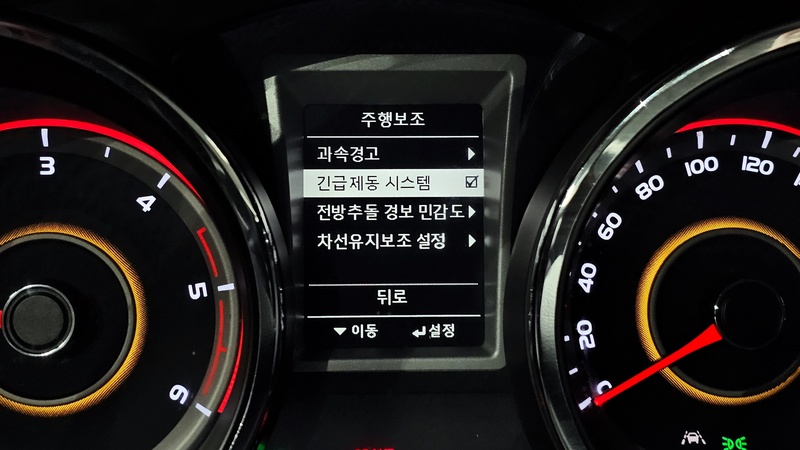 주행보조
과속경고
긴급제동 시스템
전방추돌 경보 민감도
차선유지보조 설정
뒤로
이동 설정
3
4
5
6
0
20
40
60
80
100
120